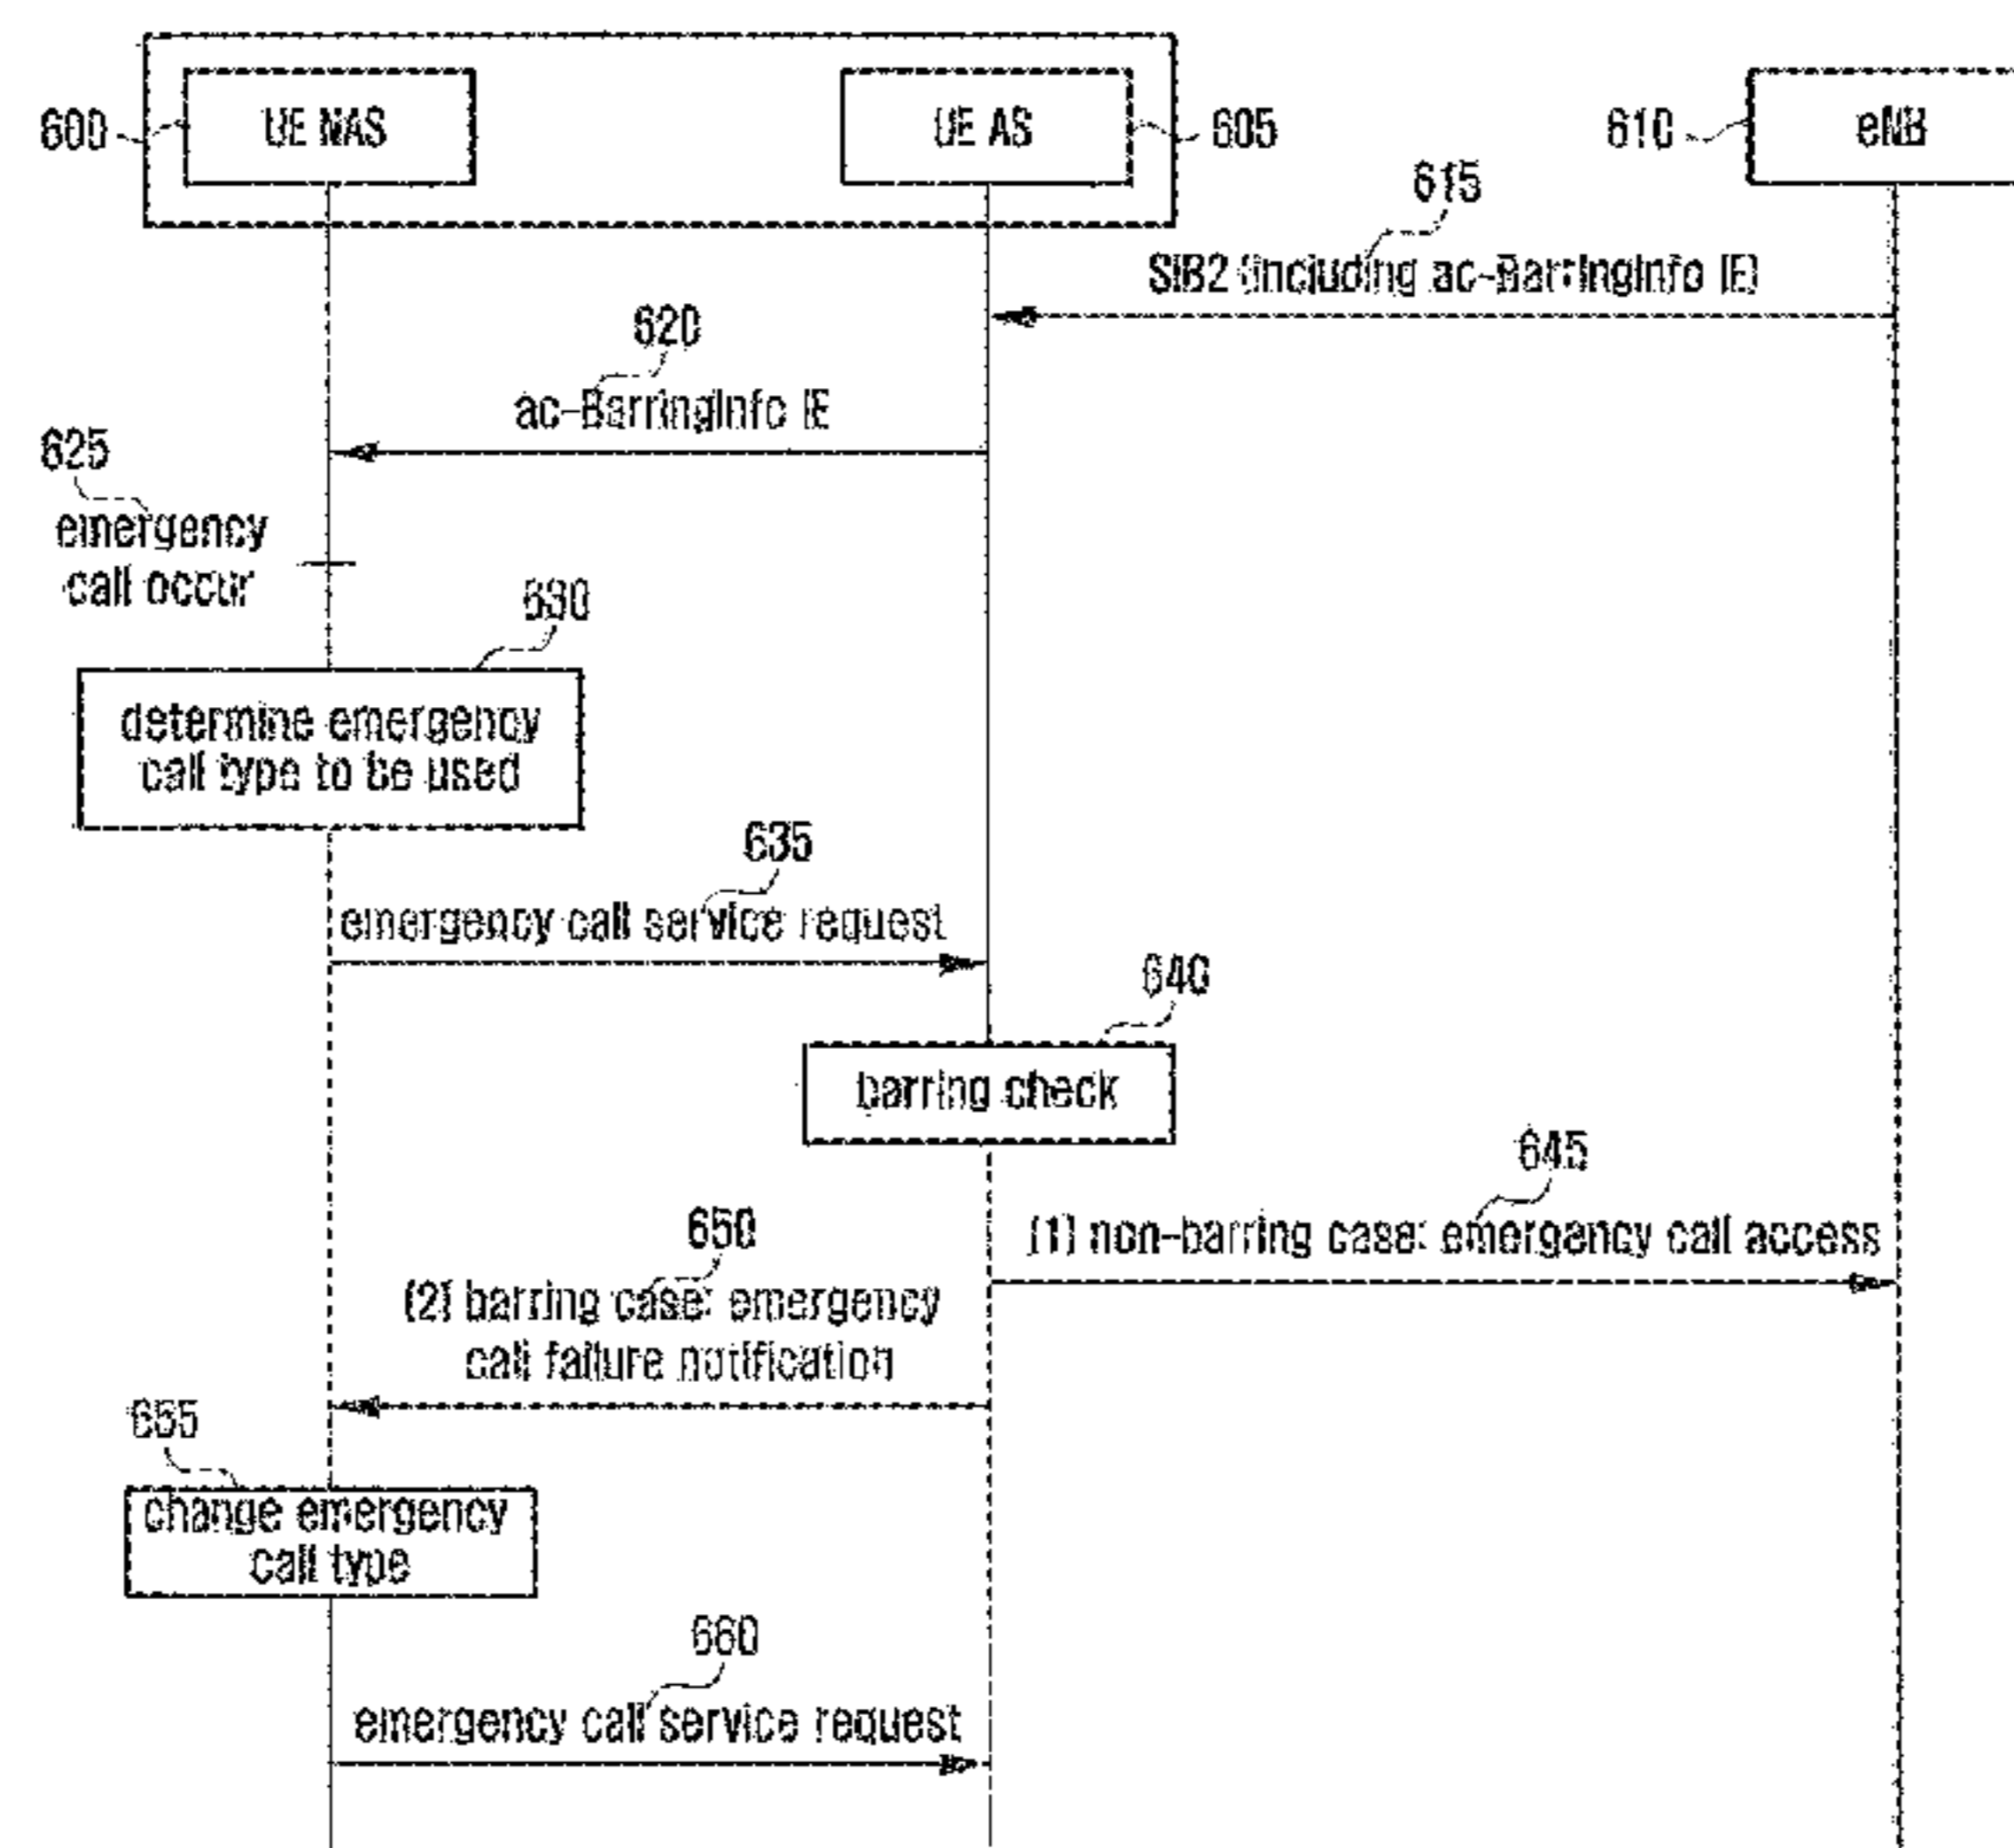 600
UE NAS
UE AS
605
610
eNB
615
SIB2 (including ac-BarringInfo IE)
620
ac-BarringInfo IE
625
emergency
call occur
630
determine emergency
call type to be used
635
emergency call service request
640
barring check
645
(1) non-barring case: emergency call access
650
(2) barring case: emergency
call failure notification
655
change emergency
call type
660
emergency call service request